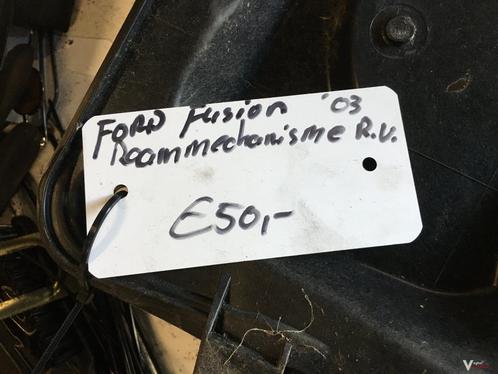 FORD Fusion '03
Raammechanisme R.V.
€50,-